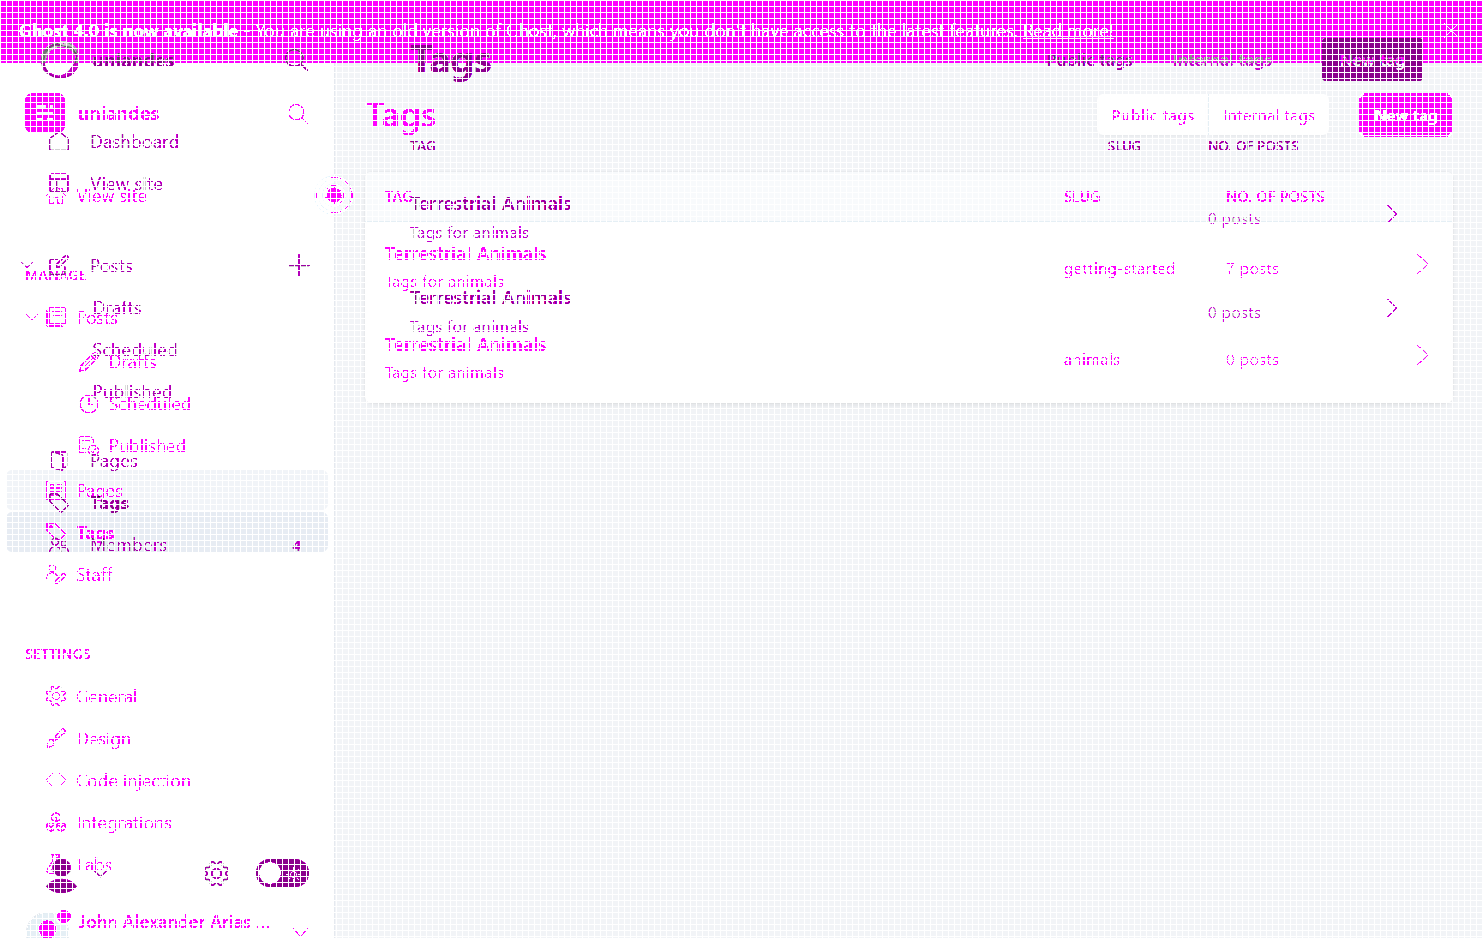 Ghost 4.0 is now available - You are using an old version of Ghost, which means you don't have access to the latest features. Read more!
uniandes
Tags
Public tags
Internal tags
New tag
uniandes
Tags
Public tags
Internal tags
New tag
Dashboard
TAG
SLUG
NO. OF POSTS
View site
View site
TAG
SLUG
NO. OF POSTS
Terrestrial Animals
0 posts
Tags for animals
Terrestrial Animals
Posts
getting-started
7 posts
MANAGE
Tags for animals
Terrestrial Animals
Drafts
0 posts
Posts
Tags for animals
Terrestrial Animals
Scheduled
Drafts
animals
0 posts
Tags for animals
Published
Scheduled
Published
Pages
Pages
Tags
Tags
Members
4
Staff
SETTINGS
General
Design
Code injection
Integrations
Labs
John Alexander Arias ...